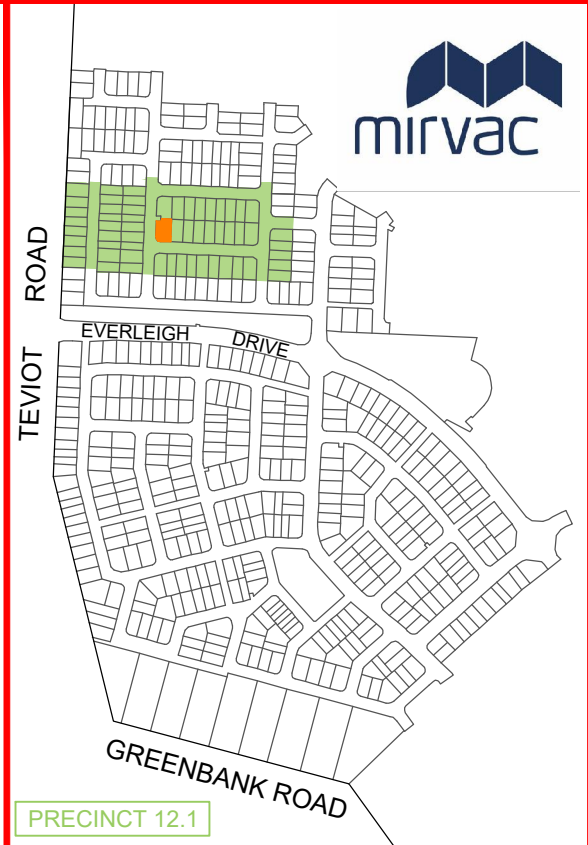 mirvac
ROAD
TEVIOT
EVERLEIGH DRIVE
GREENBANK ROAD
PRECINCT 12.1